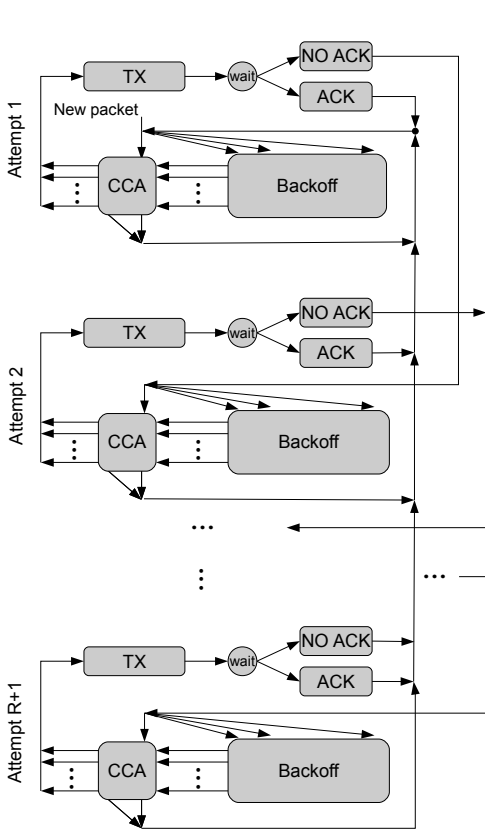 Attempt 1
TX
wait
NO ACK
ACK
New packet
CCA
Backoff
Attempt 2
TX
wait
NO ACK
ACK
CCA
Backoff
...
...
Attempt R+1
TX
wait
NO ACK
ACK
CCA
Backoff